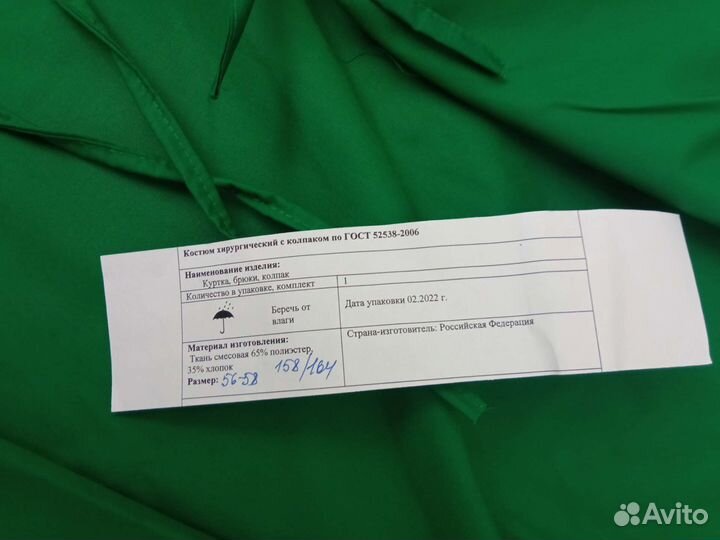 Костюм хирургический с колпаком по ГОСТ 52538-2006
Наименование изделия:
Куртка, брюки, колпак
Количество в упаковке, комплект 1
Беречь от
влаги
Дата упаковки 02.2022 г.
Материал изготовления:
Ткань смесовая 65% полиэстер,
35% хлопок
Размер: 56-58 158/164
Страна-изготовитель: Российская Федерация
Avito